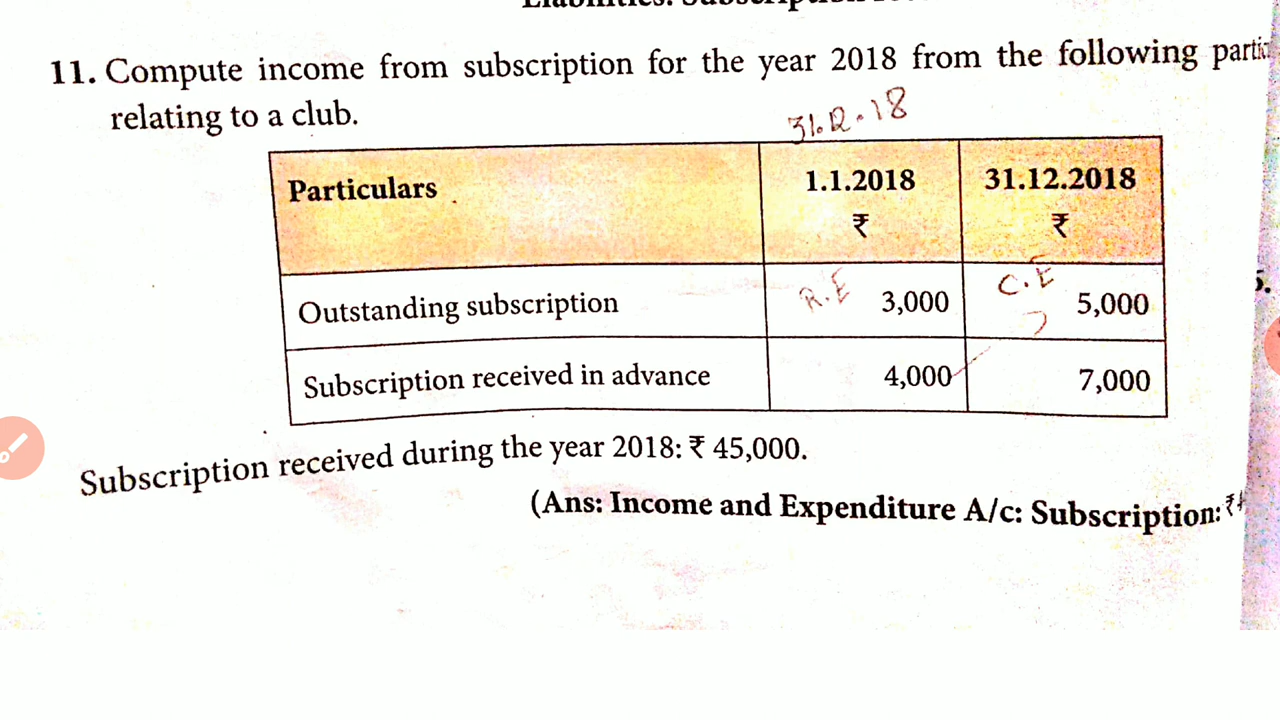 11. Compute income from subscription for the year 2018 from the following
relating to a club.
31.12.18
Particulars 1.1.2018 31.12.2018
₹ ₹
R.E C.E
Outstanding subscription 3,000 5,000
Subscription received in advance 4,000 7,000
Subscription received during the year 2018: ₹ 45,000.
(Ans: Income and Expenditure A/c: Subscription: ₹